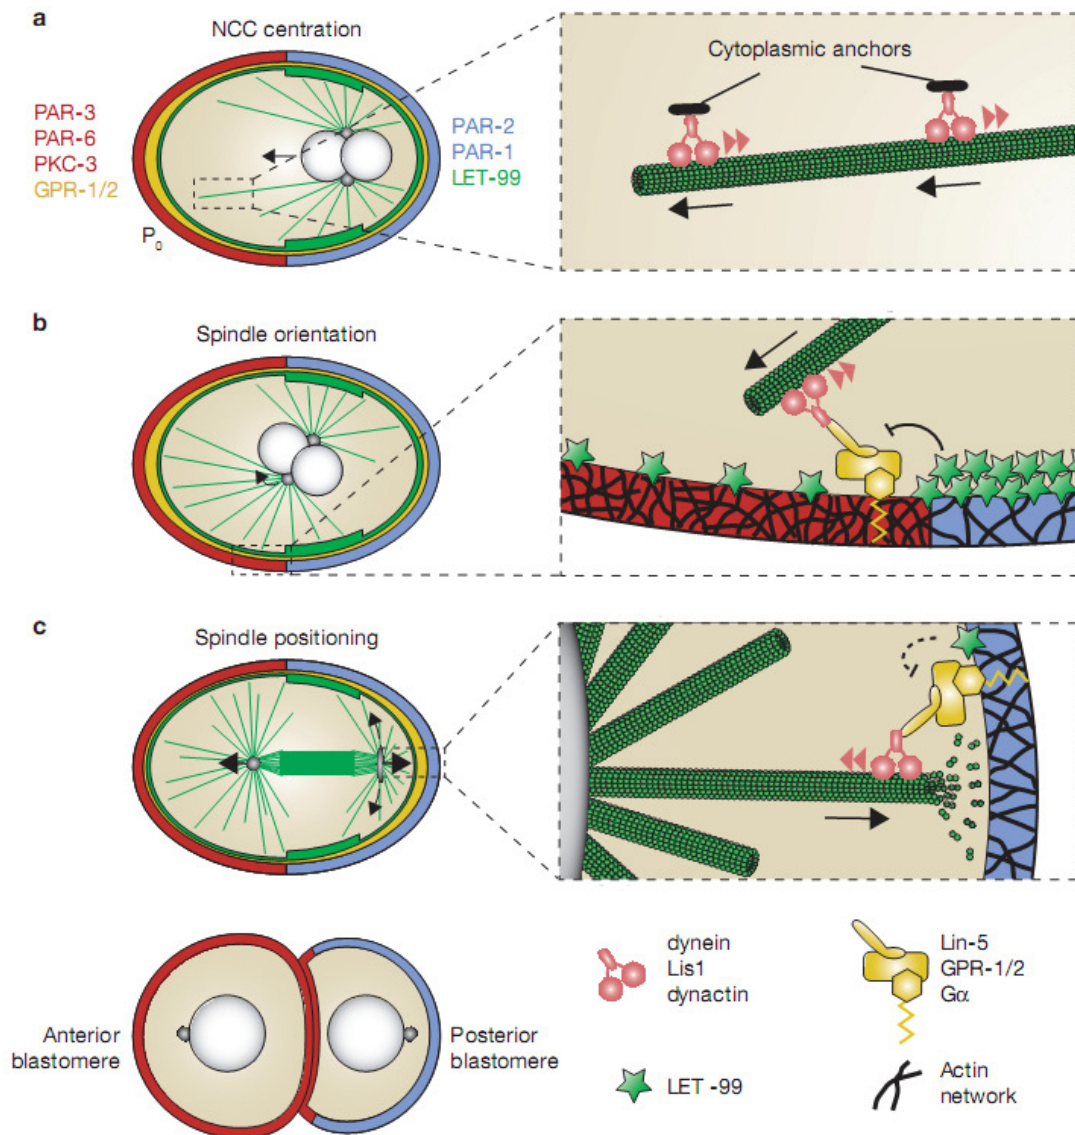 a
NCC centration
PAR-3
PAR-6
PKC-3
GPR-1/2
P0
PAR-2
PAR-1
LET-99
Cytoplasmic anchors
b
Spindle orientation
c
Spindle positioning
Anterior
blastomere
Posterior
blastomere
dynein
Lis1
dynactin
Lin-5
GPR-1/2
Gα
LET -99
Actin
network